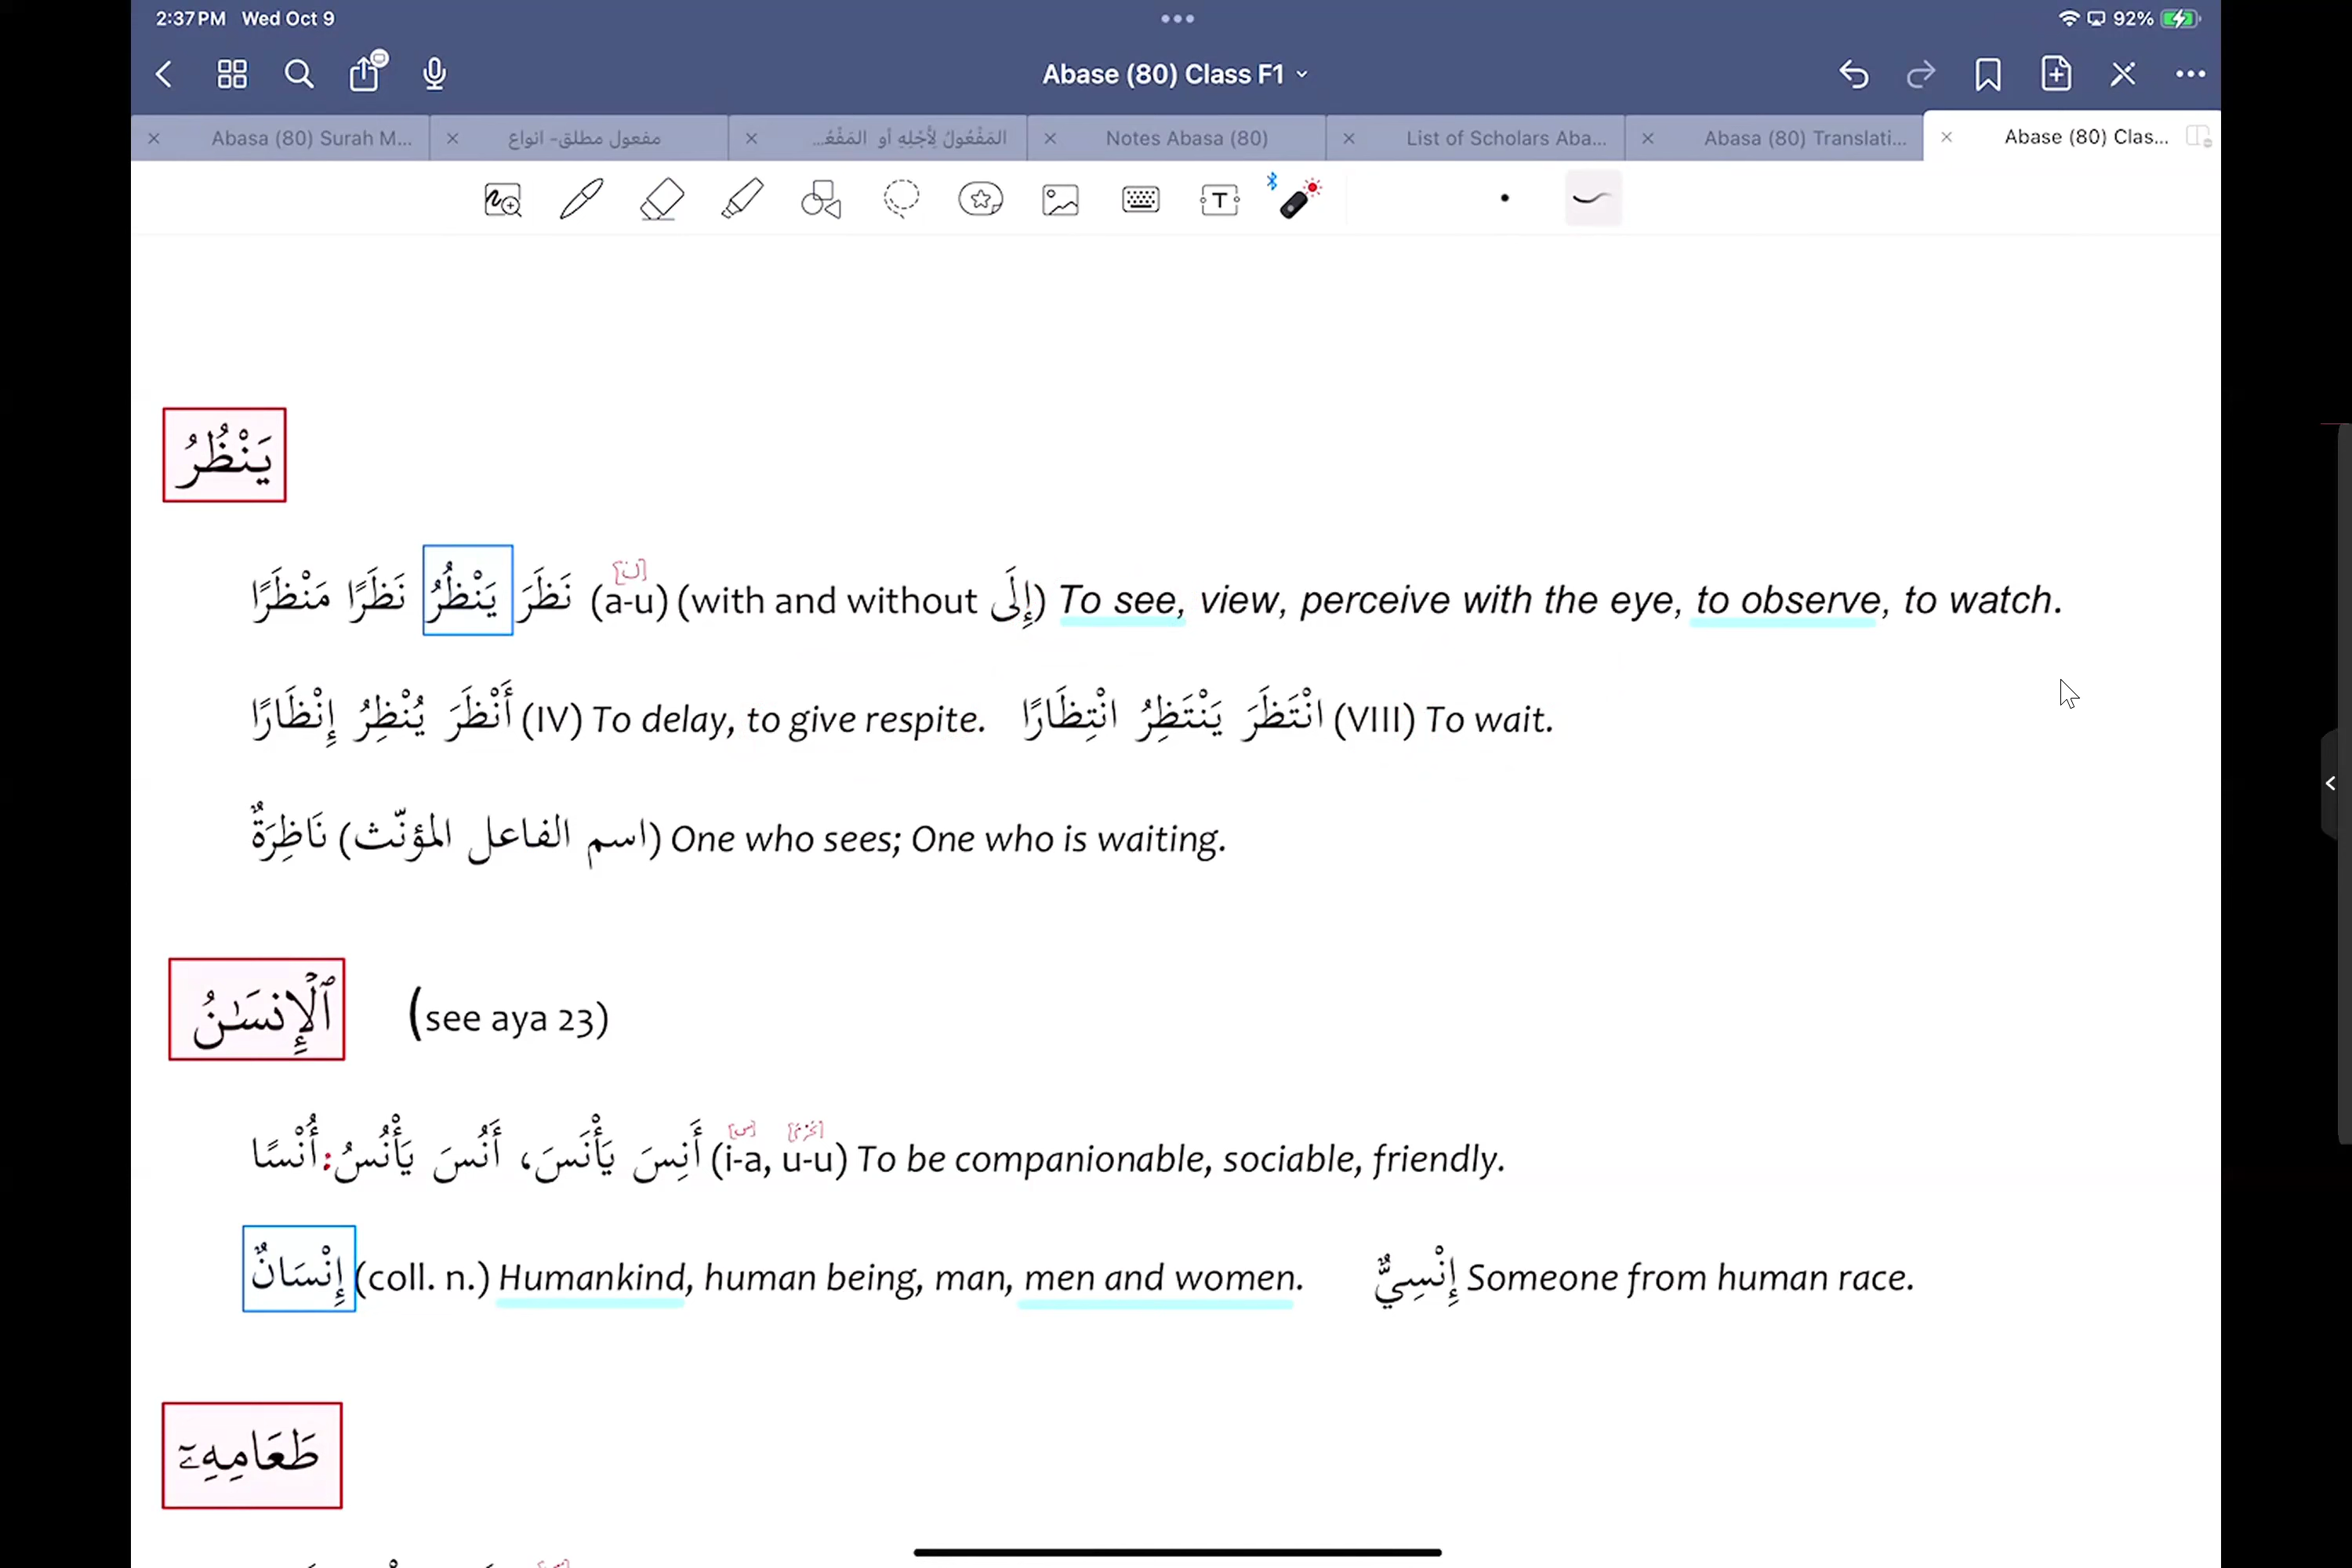 2:37 PM Wed Oct 9 92%
Abase (80) Class F1
Abasa (80) Surah M... مفعول مطلق- انواع المَفْعُولُ لِأَجْلِهِ أو المَفْعُ... Notes Abasa (80) List of Scholars Aba... Abasa (80) Translati... Abase (80) Clas...
يَنْظُرُ
نَظَرَ يَنْظُرُ نَظَرًا مَنْظَرًا (a-u) [ن] (with and without إِلَى) To see, view, perceive with the eye, to observe, to watch.
أَنْظَرَ يُنْظِرُ إِنْظَارًا (IV) To delay, to give respite. انْتَظَرَ يَنْتَظِرُ انْتِظَارًا (VIII) To wait.
نَاظِرَةٌ (اسم الفاعل المؤنّث) One who sees; One who is waiting.
ٱلْإِنسَـٰنُ (see aya 23)
أَنِسَ يَأْنَسَ، أَنُسَ يَأْنُسُ: أُنْسًا (i-a, u-u) [س] [كرم] To be companionable, sociable, friendly.
إِنْسَانٌ (coll. n.) Humankind, human being, man, men and women. إِنْسِيٌّ Someone from human race.
طَعَامِهِۦٓ